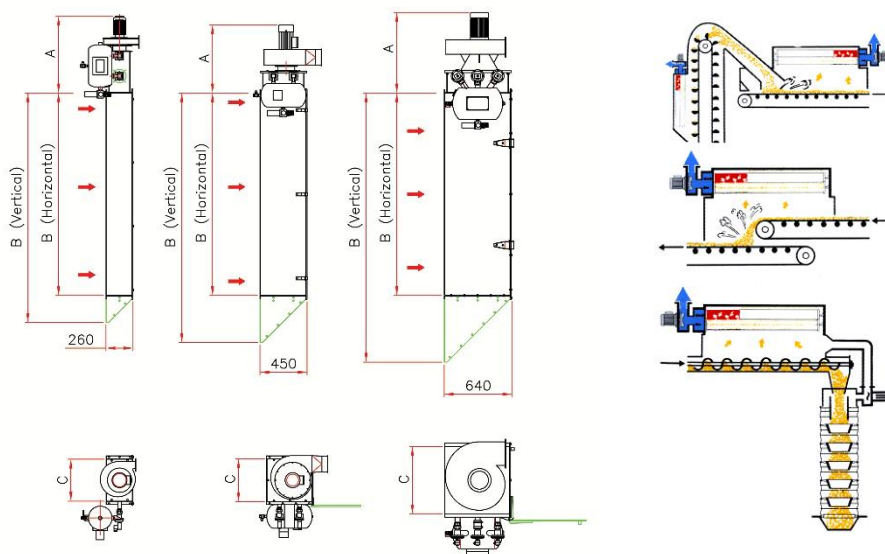 A
B (Vertical)
B (Horizontal)
260
A
B (Vertical)
B (Horizontal)
450
A
B (Vertical)
B (Horizontal)
640
C
C
C